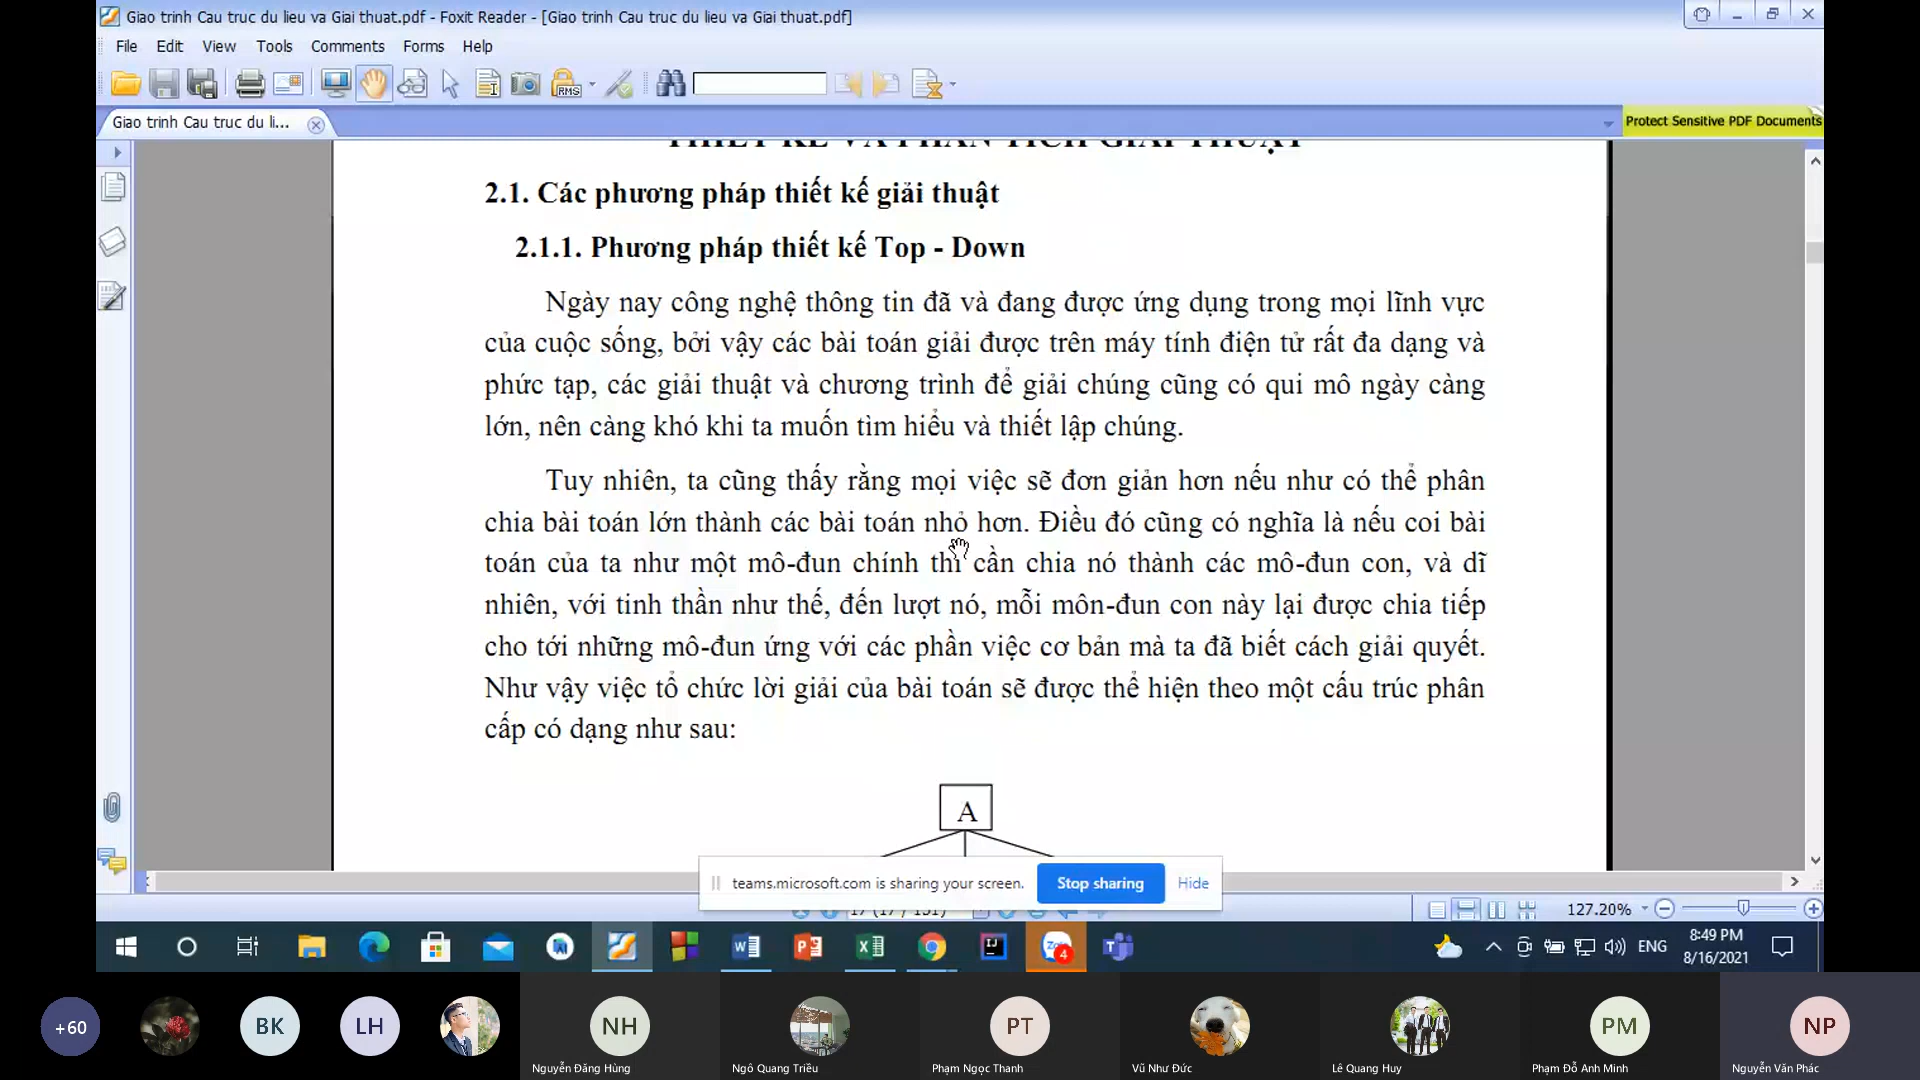 Giao trinh Cau truc du lieu va Giai thuat.pdf - Foxit Reader - [Giao trinh Cau truc du lieu va Giai thuat.pdf]
File Edit View Tools Comments Forms Help
RMS
Giao trinh Cau truc du li...
Protect Sensitive PDF Documents
THIẾT KẾ VÀ PHÂN TÍCH GIẢI THUẬT
2.1. Các phương pháp thiết kế giải thuật
2.1.1. Phương pháp thiết kế Top - Down
Ngày nay công nghệ thông tin đã và đang được ứng dụng trong mọi lĩnh vực
của cuộc sống, bởi vậy các bài toán giải được trên máy tính điện tử rất đa dạng và
phức tạp, các giải thuật và chương trình để giải chúng cũng có qui mô ngày càng
lớn, nên càng khó khi ta muốn tìm hiểu và thiết lập chúng.
Tuy nhiên, ta cũng thấy rằng mọi việc sẽ đơn giản hơn nếu như có thể phân
chia bài toán lớn thành các bài toán nhỏ hơn. Điều đó cũng có nghĩa là nếu coi bài
toán của ta như một mô-đun chính thì cần chia nó thành các mô-đun con, và dĩ
nhiên, với tinh thần như thế, đến lượt nó, mỗi môn-đun con này lại được chia tiếp
cho tới những mô-đun ứng với các phần việc cơ bản mà ta đã biết cách giải quyết.
Như vậy việc tổ chức lời giải của bài toán sẽ được thể hiện theo một cấu trúc phân
cấp có dạng như sau:
A
teams.microsoft.com is sharing your screen. Stop sharing Hide
17 (17 / 151)
127.20%
ENG
8:49 PM
8/16/2021
4
+60
BK
LH
NH
PT
PM
NP
Nguyễn Đăng Hùng
Ngô Quang Triều
Phạm Ngọc Thanh
Vũ Như Đức
Lê Quang Huy
Phạm Đỗ Anh Minh
Nguyễn Văn Phác